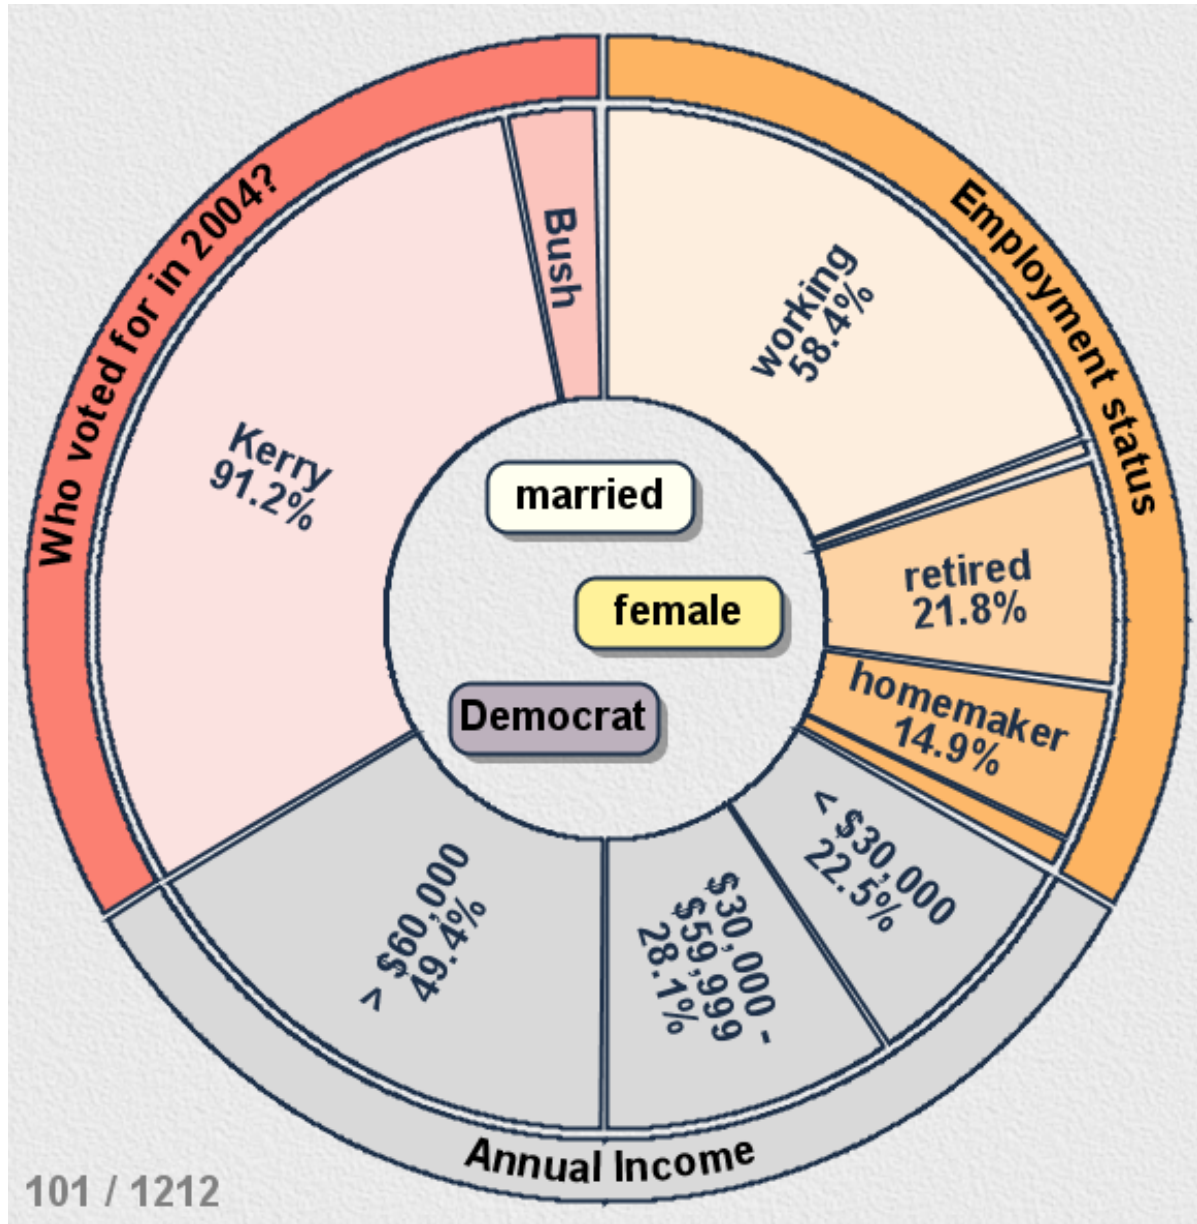 Who voted for in 2004?
Employment status
Bush
working
58.4%
Kerry
91.2%
married
retired
21.8%
female
homemaker
14.9%
Democrat
< $30,000
22.5%
> $60,000
49.4%
$30,000 -
$59,999
28.1%
Annual Income
101 / 1212